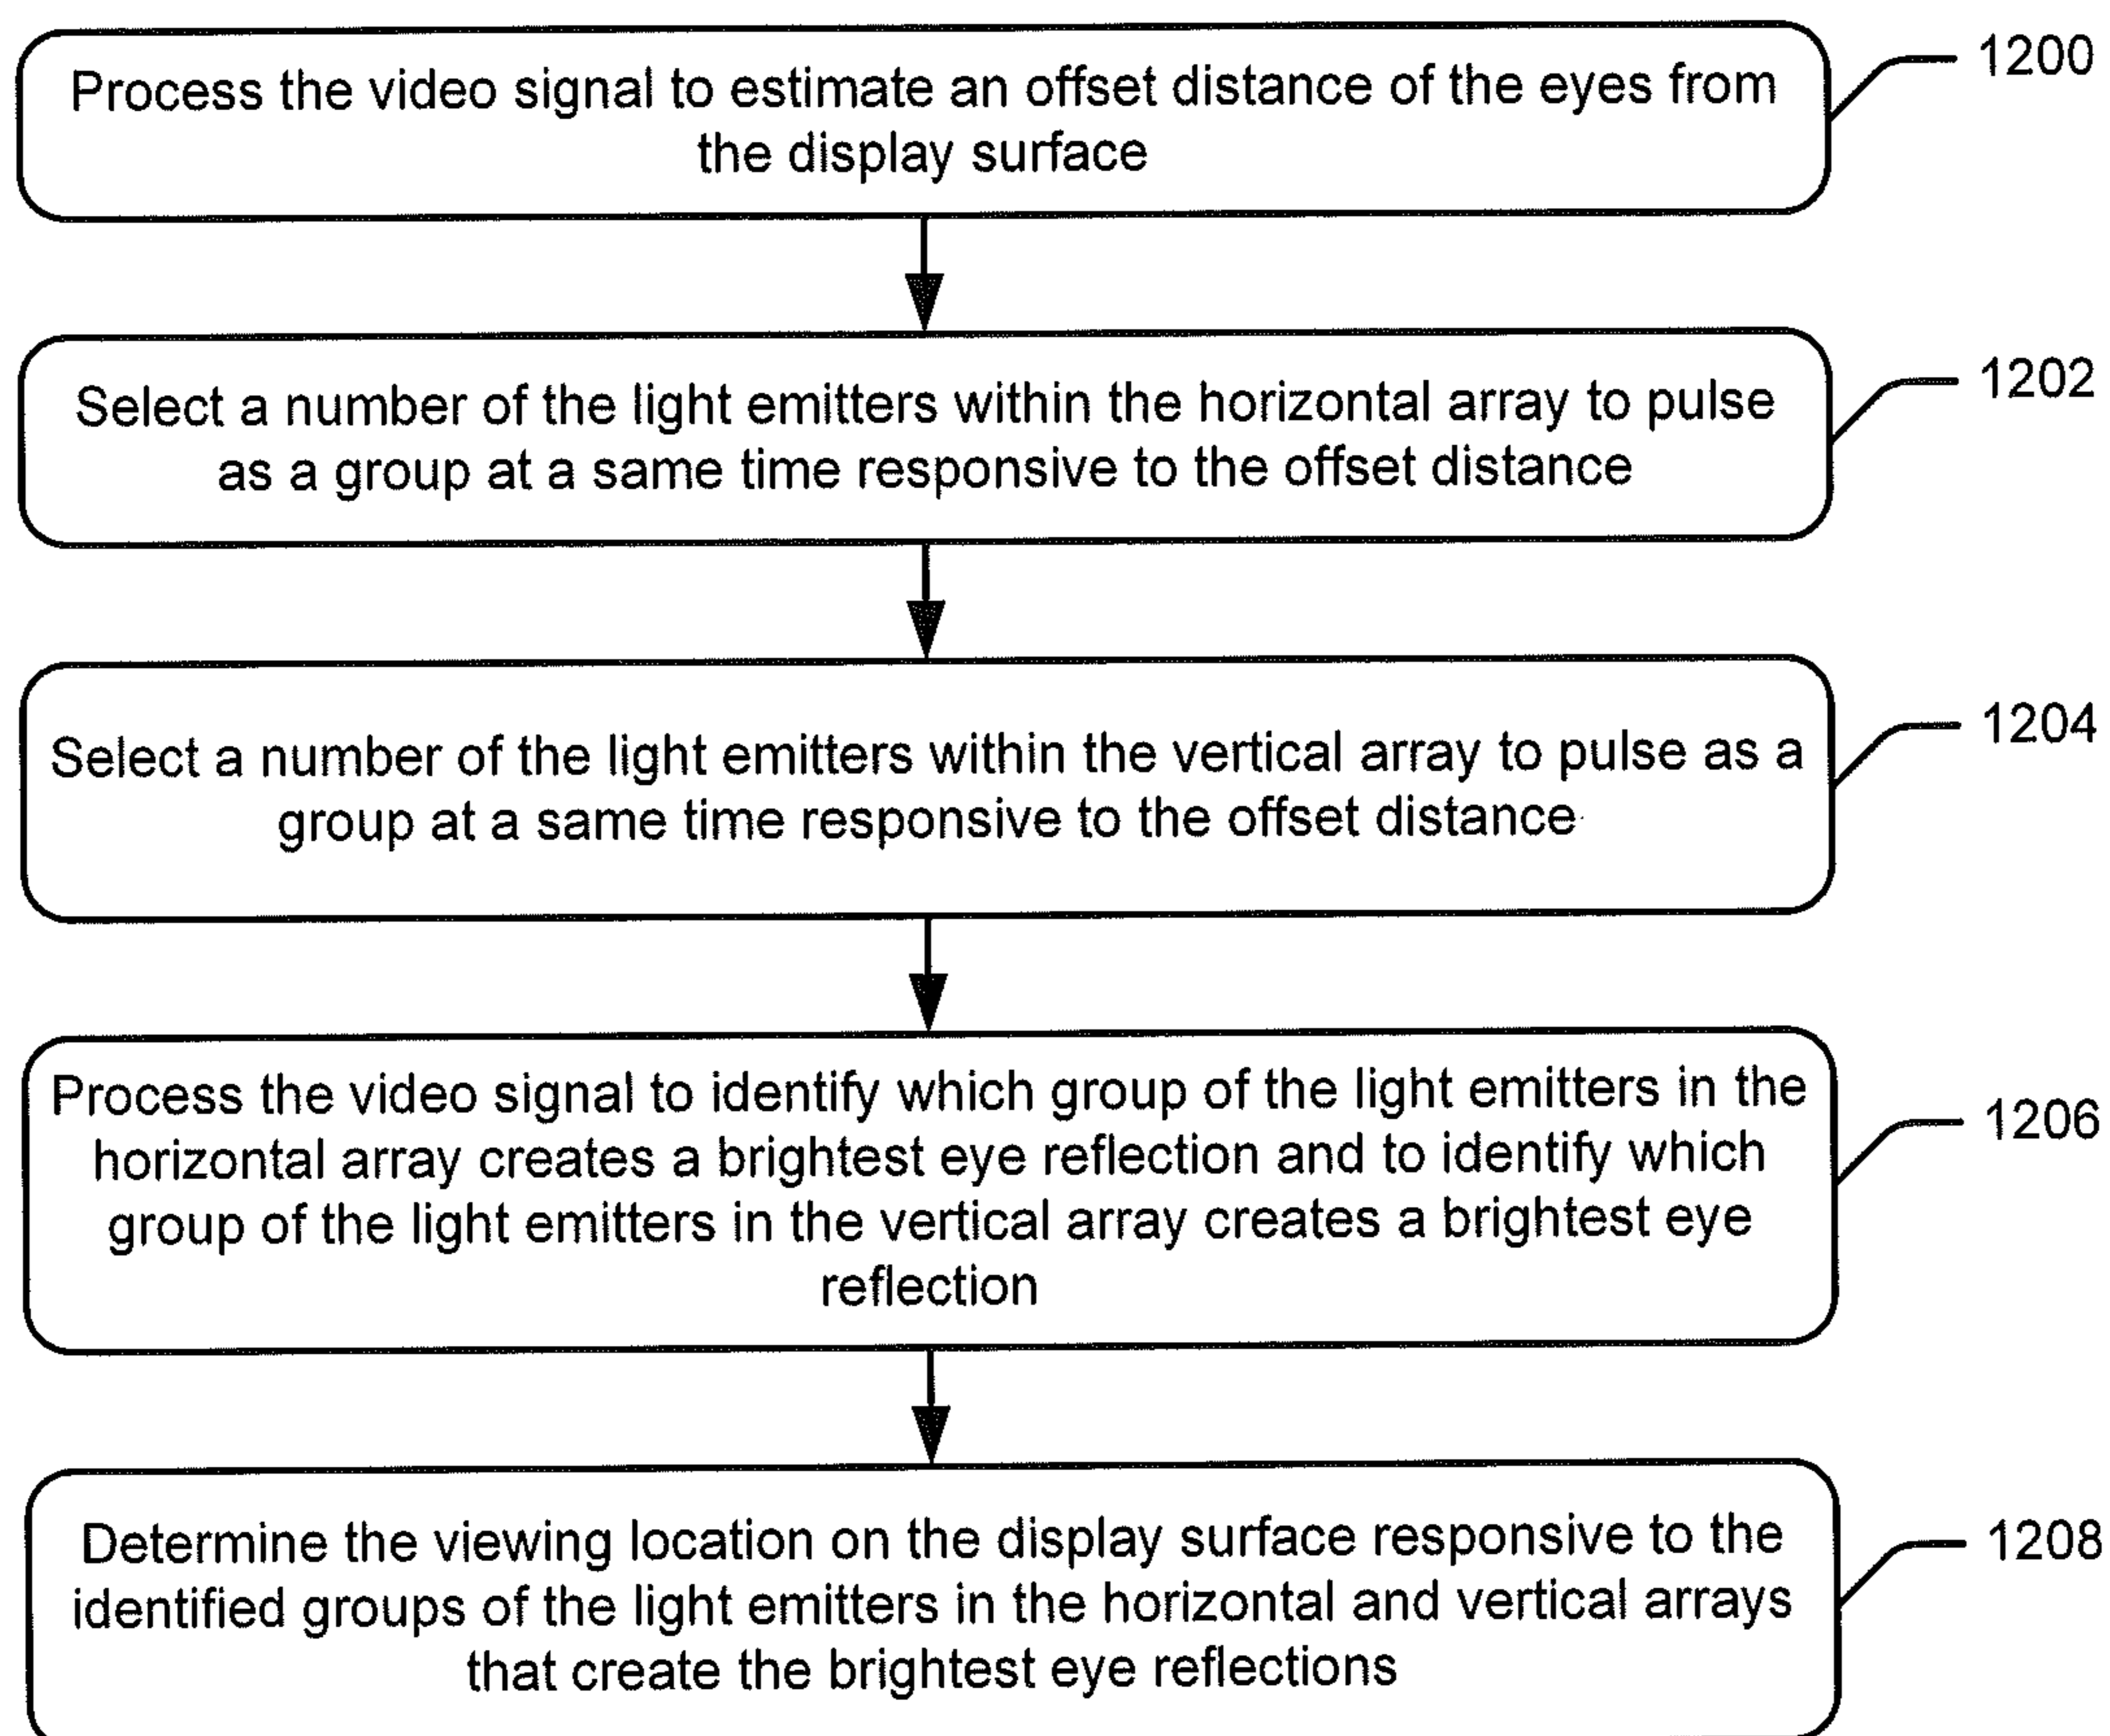 Process the video signal to estimate an offset distance of the eyes from
the display surface
1200
Select a number of the light emitters within the horizontal array to pulse
as a group at a same time responsive to the offset distance
1202
Select a number of the light emitters within the vertical array to pulse as a
group at a same time responsive to the offset distance
1204
Process the video signal to identify which group of the light emitters in the
horizontal array creates a brightest eye reflection and to identify which
group of the light emitters in the vertical array creates a brightest eye
reflection
1206
Determine the viewing location on the display surface responsive to the
identified groups of the light emitters in the horizontal and vertical arrays
that create the brightest eye reflections
1208